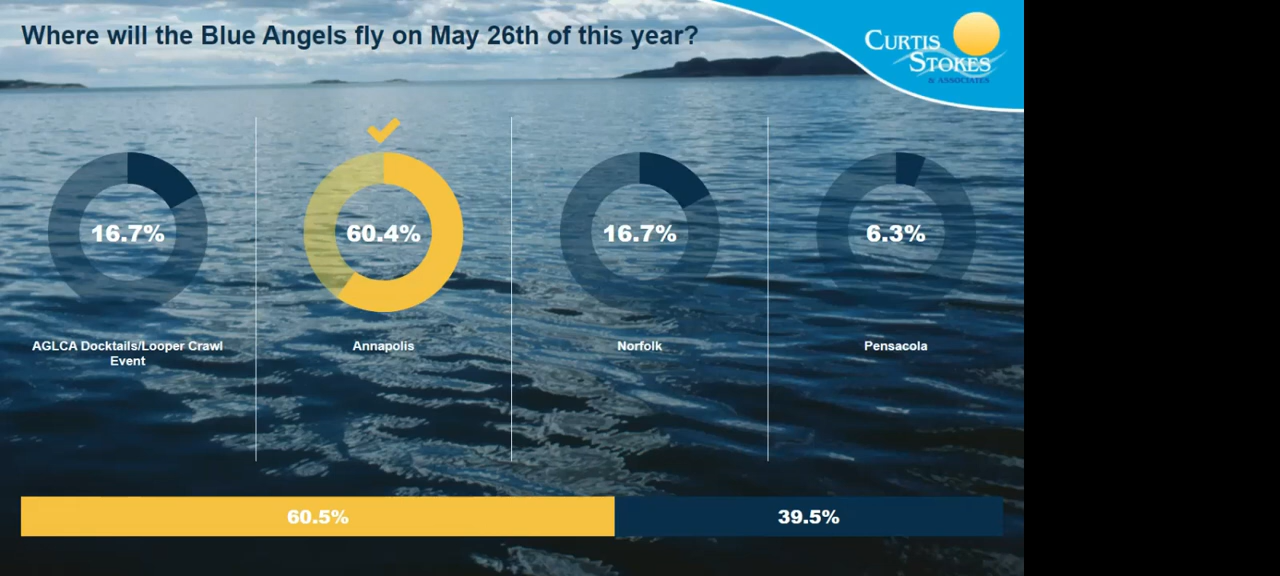 Where will the Blue Angels fly on May 26th of this year?
CURTIS
STOKES
& ASSOCIATES
16.7%
60.4%
16.7%
6.3%
AGLCA Docktails/Looper Crawl
Event
Annapolis
Norfolk
Pensacola
60.5%
39.5%